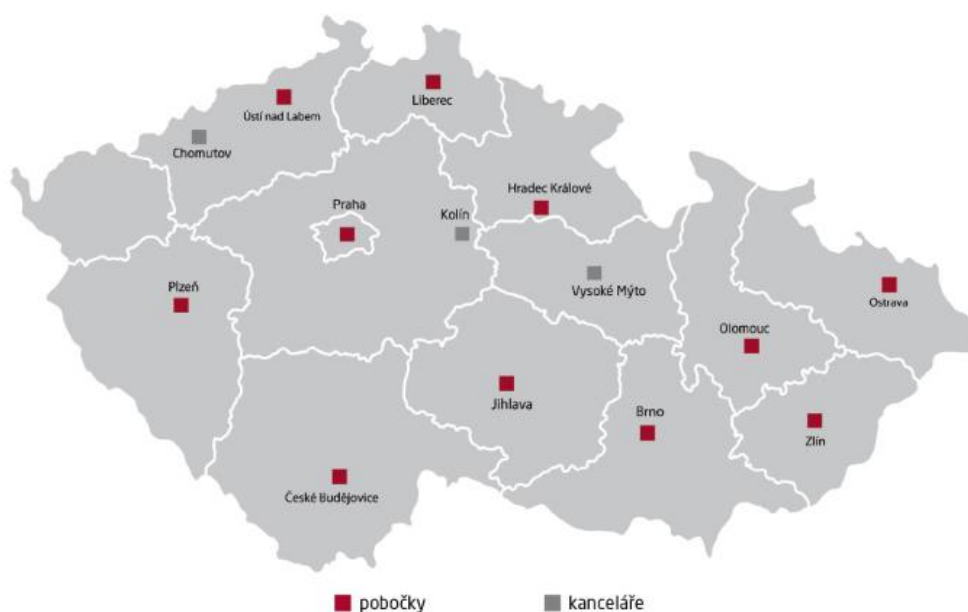 Liberec
Ústí nad Labem
Chomutov
Hradec Králové
Praha
Kolín
Vysoké Mýto
Plzeň
Ostrava
Olomouc
Jihlava
Brno
Zlín
České Budějovice
pobočky
kanceláře